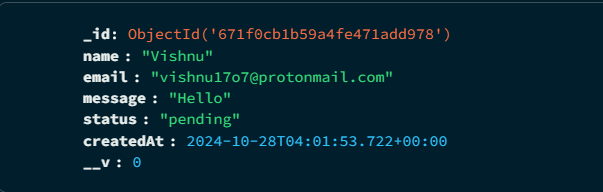 _id: ObjectId('671f0cb1b59a4fe471add978')
name : "Vishnu"
email : "vishnu17o7@protonmail.com"
message : "Hello"
status : "pending"
createdAt : 2024-10-28T04:01:53.722+00:00
__v : 0